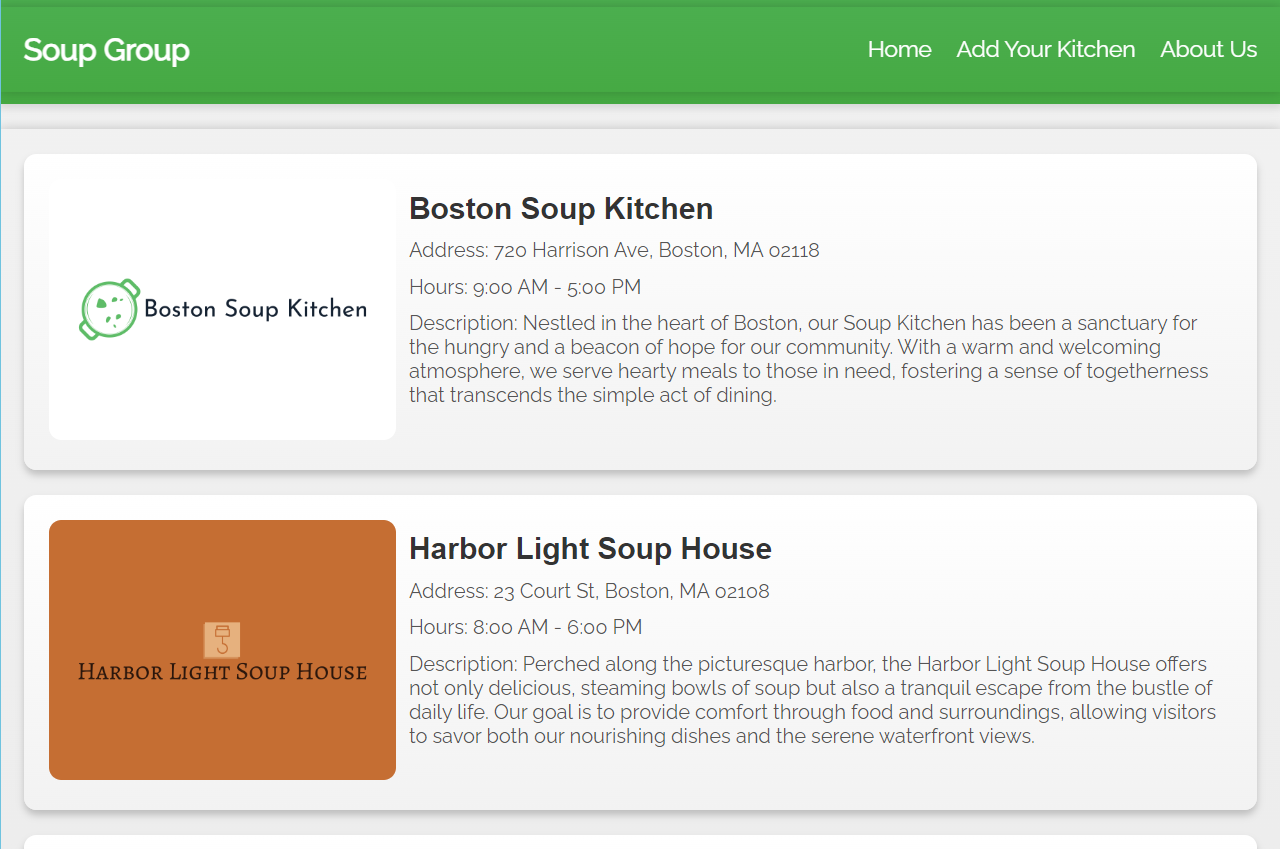 Soup Group
Home Add Your Kitchen About Us
Boston Soup Kitchen
Boston Soup Kitchen
Address: 720 Harrison Ave, Boston, MA 02118
Hours: 9:00 AM - 5:00 PM
Description: Nestled in the heart of Boston, our Soup Kitchen has been a sanctuary for
the hungry and a beacon of hope for our community. With a warm and welcoming
atmosphere, we serve hearty meals to those in need, fostering a sense of togetherness
that transcends the simple act of dining.
Harbor Light Soup House
Harbor Light Soup House
Address: 23 Court St, Boston, MA 02108
Hours: 8:00 AM - 6:00 PM
Description: Perched along the picturesque harbor, the Harbor Light Soup House offers
not only delicious, steaming bowls of soup but also a tranquil escape from the bustle of
daily life. Our goal is to provide comfort through food and surroundings, allowing visitors
to savor both our nourishing dishes and the serene waterfront views.